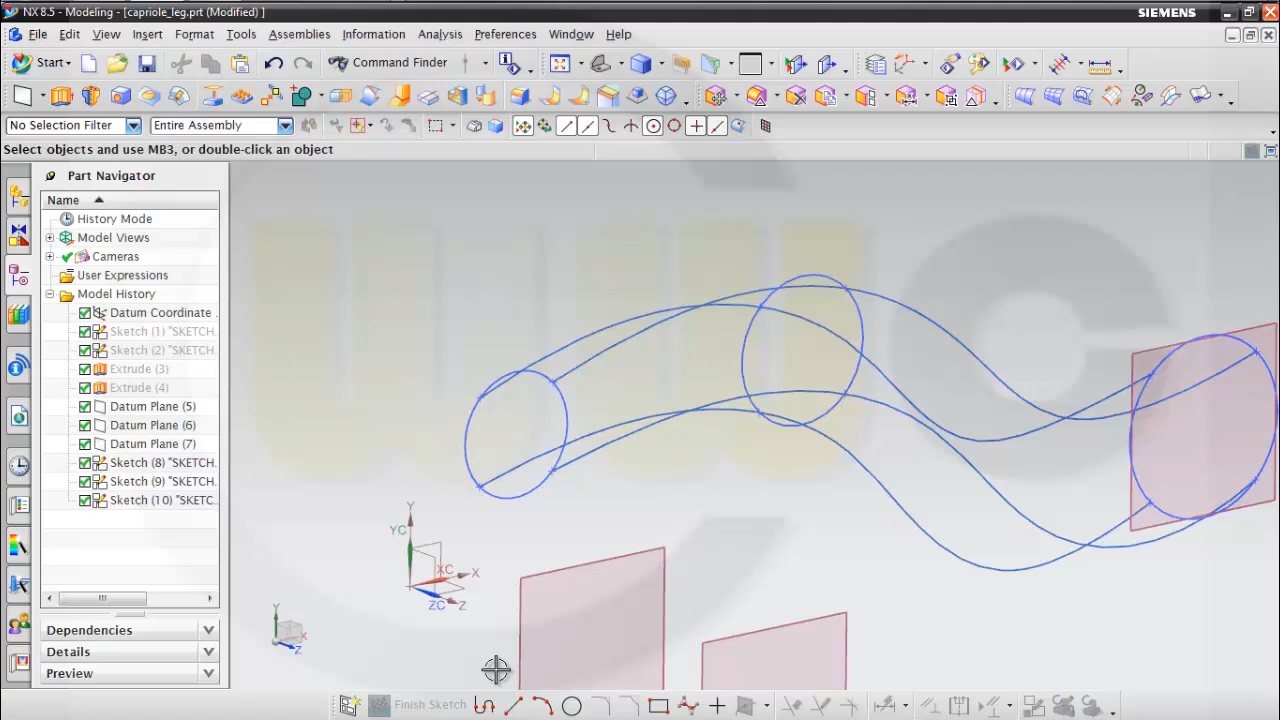 NX 8.5 - Modeling - [capriole_leg.prt (Modified) ]
SIEMENS
File Edit View Insert Format Tools Assemblies Information Analysis Preferences Window Help
Start Command Finder
No Selection Filter Entire Assembly
Select objects and use MB3, or double-click an object
Part Navigator
Name
History Mode
Model Views
Cameras
User Expressions
Model History
Datum Coordinate
Sketch (1) "SKETCH
Sketch (2) "SKETCH
Extrude (3)
Extrude (4)
Datum Plane (5)
Datum Plane (6)
Datum Plane (7)
Sketch (8) "SKETCH
Sketch (9) "SKETCH
Sketch (10) "SKETC
Y
YC
XC X
ZC Z
Y
X
Z
Dependencies
Details
Preview
Finish Sketch